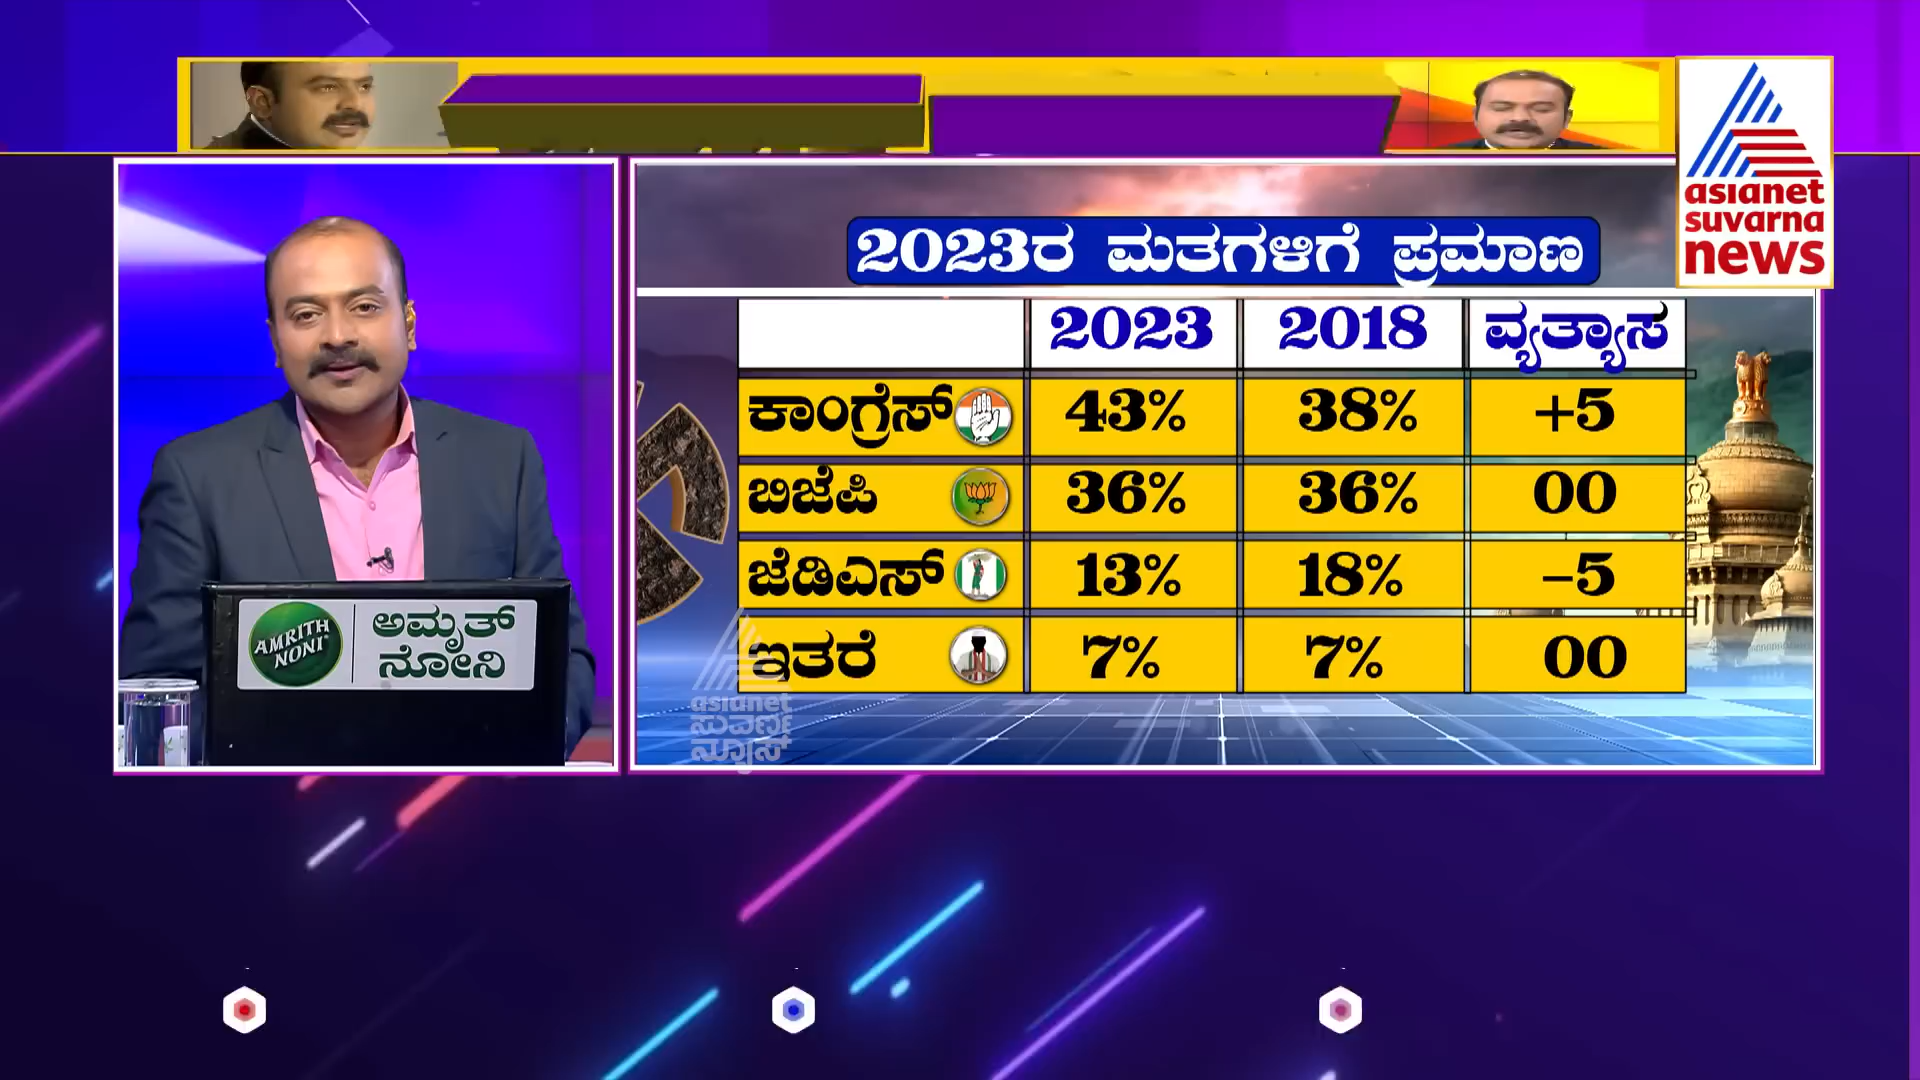 asianet
suvarna
news
2023ರ ಮತಗಳಿಗೆ ಪ್ರಮಾಣ
2023 2018 ವ್ಯತ್ಯಾಸ
ಕಾಂಗ್ರೆಸ್ 43% 38% +5
ಬಿಜೆಪಿ 36% 36% 00
ಜೆಡಿಎಸ್ 13% 18% -5
ಇತರೆ 7% 7% 00
AMRITH
NONI
ಅಮೃತ್
ನೋನಿ
asianet
ಸುವರ್ಣ
ನ್ಯೂಸ್